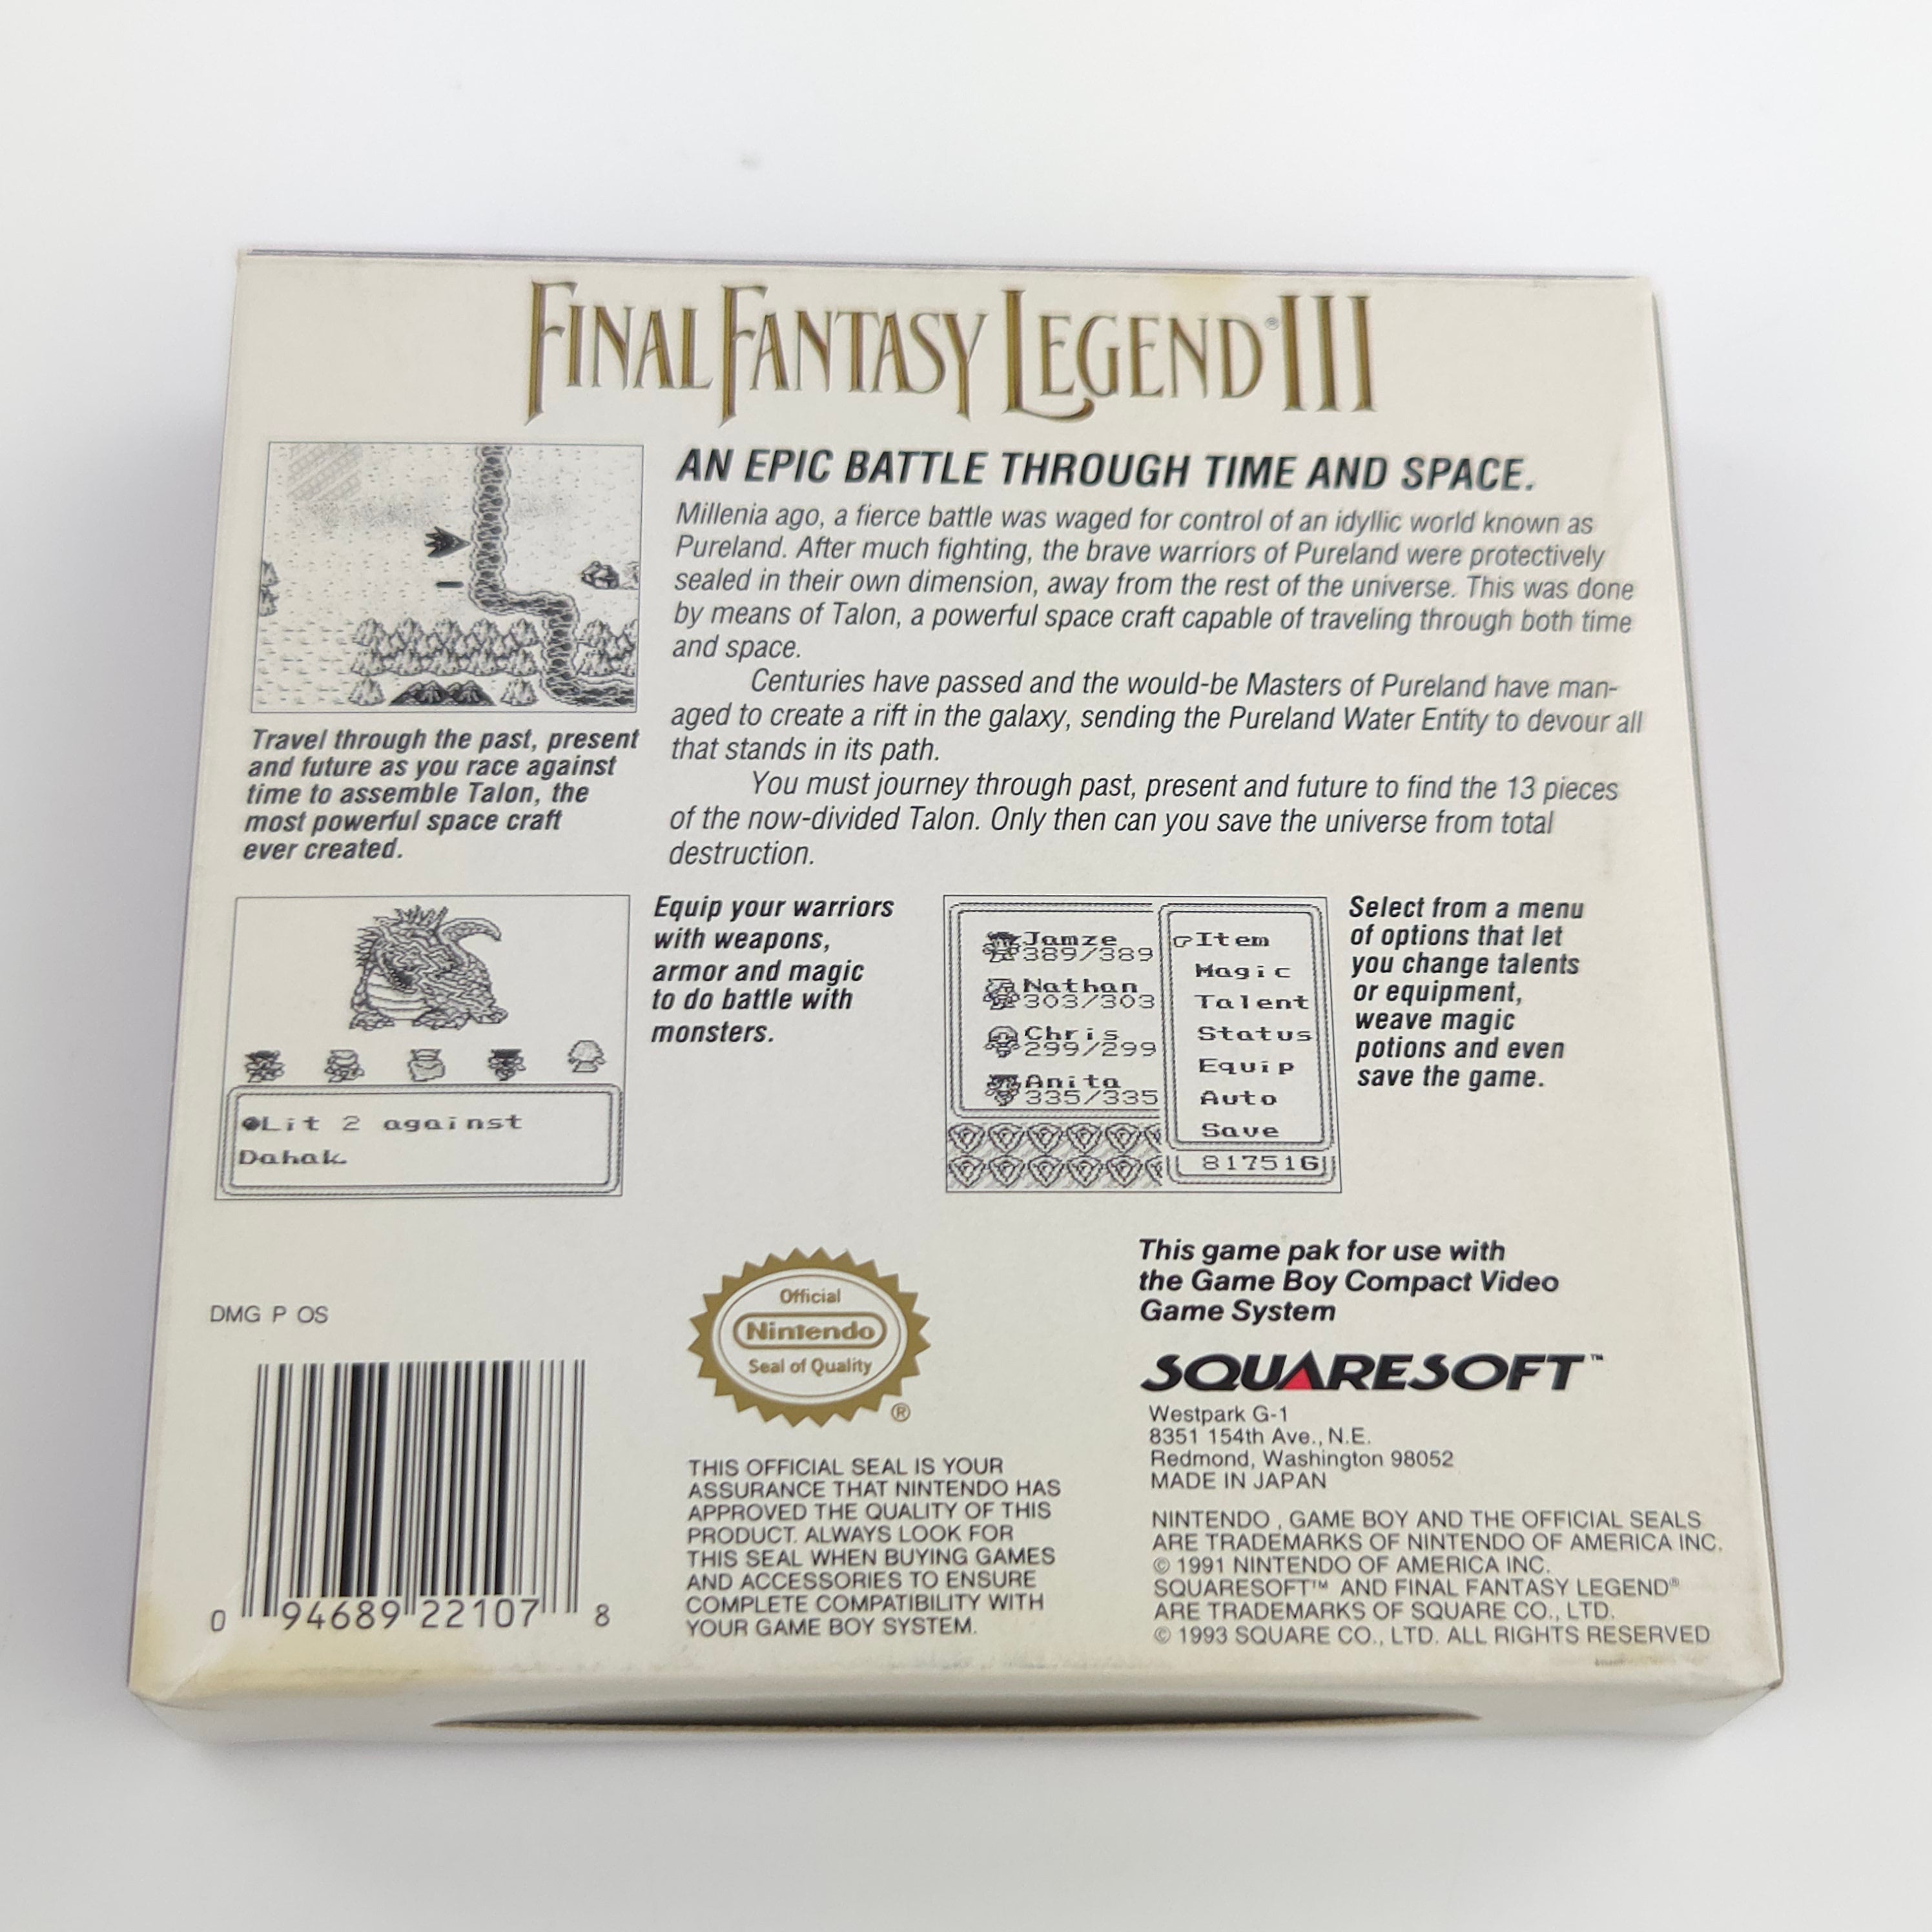 FINAL FANTASY LEGEND® III
AN EPIC BATTLE THROUGH TIME AND SPACE.
Millenia ago, a fierce battle was waged for control of an idyllic world known as
Pureland. After much fighting, the brave warriors of Pureland were protectively
sealed in their own dimension, away from the rest of the universe. This was done
by means of Talon, a powerful space craft capable of traveling through both time
and space.
Centuries have passed and the would-be Masters of Pureland have man-
aged to create a rift in the galaxy, sending the Pureland Water Entity to devour all
that stands in its path.
You must journey through past, present and future to find the 13 pieces
of the now-divided Talon. Only then can you save the universe from total
destruction.
Travel through the past, present
and future as you race against
time to assemble Talon, the
most powerful space craft
ever created.
Lit 2 against
Dahak
Equip your warriors
with weapons,
armor and magic
to do battle with
monsters.
Jamze
389/389
Nathan
303/303
Chris
299/299
Anita
335/335
Item
Magic
Talent
Status
Equip
Auto
Save
81751G
Select from a menu
of options that let
you change talents
or equipment,
weave magic
potions and even
save the game.
DMG P OS
0 94689 22107 8
Official
Nintendo
Seal of Quality
®
THIS OFFICIAL SEAL IS YOUR
ASSURANCE THAT NINTENDO HAS
APPROVED THE QUALITY OF THIS
PRODUCT. ALWAYS LOOK FOR
THIS SEAL WHEN BUYING GAMES
AND ACCESSORIES TO ENSURE
COMPLETE COMPATIBILITY WITH
YOUR GAME BOY SYSTEM.
This game pak for use with
the Game Boy Compact Video
Game System
SQUARESOFT™
Westpark G-1
8351 154th Ave., N.E.
Redmond, Washington 98052
MADE IN JAPAN
NINTENDO , GAME BOY AND THE OFFICIAL SEALS
ARE TRADEMARKS OF NINTENDO OF AMERICA INC.
© 1991 NINTENDO OF AMERICA INC.
SQUARESOFT™ AND FINAL FANTASY LEGEND®
ARE TRADEMARKS OF SQUARE CO., LTD.
© 1993 SQUARE CO., LTD. ALL RIGHTS RESERVED